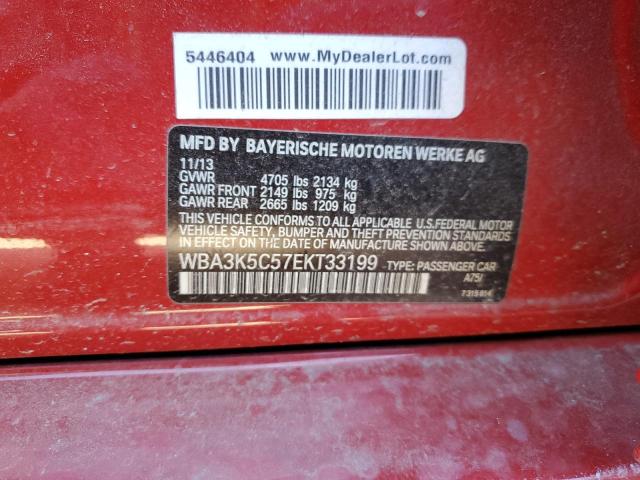 5446404 www.MyDealerLot.com
MFD BY BAYERISCHE MOTOREN WERKE AG
11/13
GVWR 4705 lbs 2134 kg
GAWR FRONT 2149 lbs 975 kg
GAWR REAR 2665 lbs 1209 kg
THIS VEHICLE CONFORMS TO ALL APPLICABLE U.S.FEDERAL MOTOR
VEHICLE SAFETY, BUMPER AND THEFT PREVENTION STANDARDS
IN EFFECT ON THE DATE OF MANUFACTURE SHOWN ABOVE.
WBA3K5C57EKT33199 TYPE: PASSENGER CAR
A75/